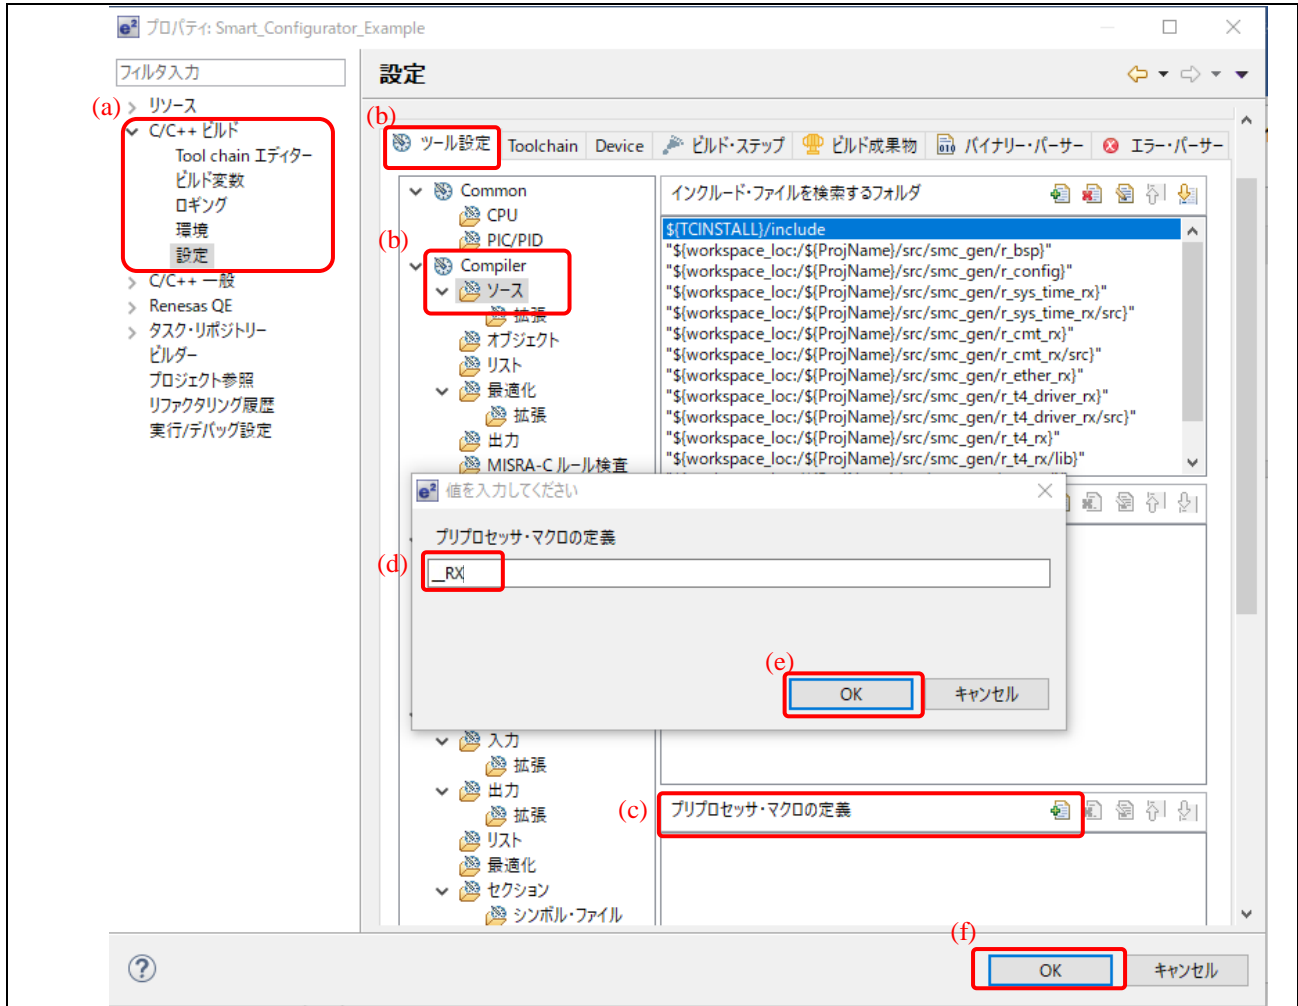 プロパティ: Smart_Configurator_Example
フィルタ入力
設定
(a)
リソース
C/C++ ビルド
Tool chain エディター
ビルド変数
ロギング
環境
設定
C/C++ 一般
Renesas QE
タスク・リポジトリー
ビルダー
プロジェクト参照
リファクタリング履歴
実行/デバッグ設定
(b)
ツール設定 Toolchain Device ビルド・ステップ ビルド成果物 バイナリー・パーサー エラー・パーサー
Common
CPU
PIC/PID
(b)
Compiler
ソース
拡張
オブジェクト
リスト
最適化
拡張
出力
MISRA-C ルール検査
インクルード・ファイルを検索するフォルダ
${TCINSTALL}/include
"${workspace_loc:/${ProjName}/src/smc_gen/r_bsp}"
"${workspace_loc:/${ProjName}/src/smc_gen/r_config}"
"${workspace_loc:/${ProjName}/src/smc_gen/r_sys_time_rx}"
"${workspace_loc:/${ProjName}/src/smc_gen/r_sys_time_rx/src}"
"${workspace_loc:/${ProjName}/src/smc_gen/r_cmt_rx}"
"${workspace_loc:/${ProjName}/src/smc_gen/r_cmt_rx/src}"
"${workspace_loc:/${ProjName}/src/smc_gen/r_ether_rx}"
"${workspace_loc:/${ProjName}/src/smc_gen/r_t4_driver_rx}"
"${workspace_loc:/${ProjName}/src/smc_gen/r_t4_driver_rx/src}"
"${workspace_loc:/${ProjName}/src/smc_gen/r_t4_rx}"
"${workspace_loc:/${ProjName}/src/smc_gen/r_t4_rx/lib}"
値を入力してください
プリプロセッサ・マクロの定義
(d)
__RX
(e)
OK キャンセル
入力
拡張
出力
拡張
リスト
最適化
セクション
シンボル・ファイル
(c)
プリプロセッサ・マクロの定義
(f)
OK キャンセル